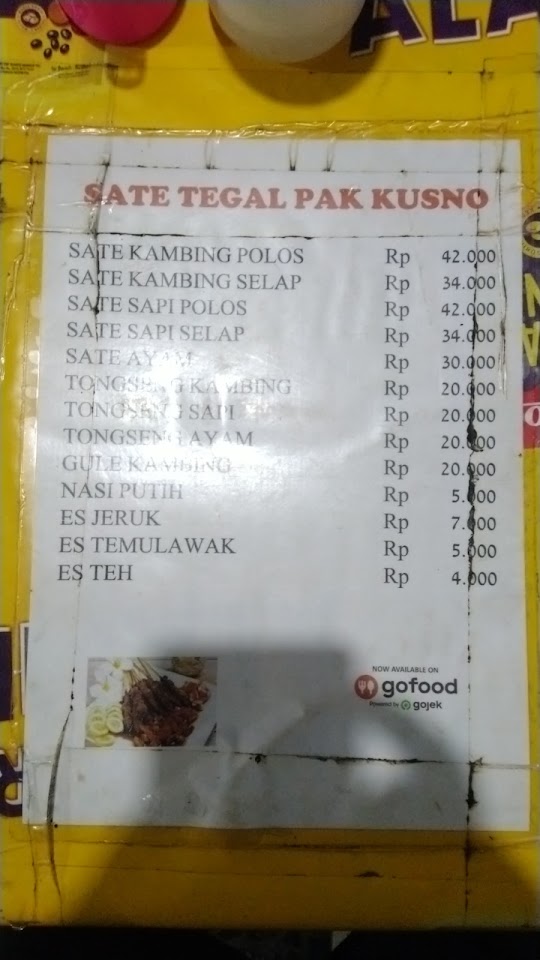 ALA
SATE TEGAL PAK KUSNO
SATE KAMBING POLOS Rp 42.000
SATE KAMBING SELAP Rp 34.000
SATE SAPI POLOS Rp 42.000
SATE SAPI SELAP Rp 34.000
SATE AYAM Rp 30.000
TONGSENG KAMBING Rp 20.000
TONGSENG SAPI Rp 20.000
TONGSENG AYAM Rp 20.000
GULE KAMBING Rp 20.000
NASI PUTIH Rp 5.000
ES JERUK Rp 7.000
ES TEMULAWAK Rp 5.000
ES TEH Rp 4.000
NOW AVAILABLE ON
gofood
Powered by gojek